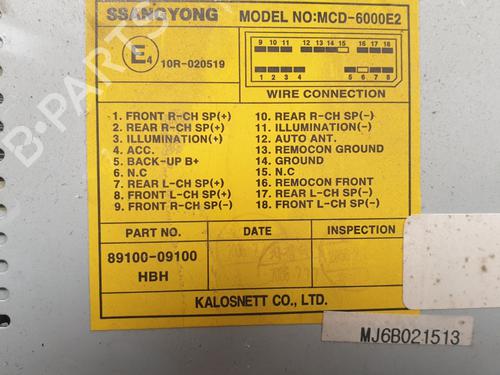 SSANGYONG MODEL NO:MCD-6000E2
E4 10R-020519
9 10 11 12 13 14 15 16 17 18
1 2 3 4 5 6 7 8
WIRE CONNECTION
1. FRONT R-CH SP(+) 10. REAR R-CH SP(-)
2. REAR R-CH SP(+) 11. ILLUMINATION(-)
3. ILLUMINATION(+) 12. AUTO ANT.
4. ACC. 13. REMOCON GROUND
5. BACK-UP B+ 14. GROUND
6. N.C 15. N.C
7. REAR L-CH SP(+) 16. REMOCON FRONT
8. FRONT L-CH SP(+) 17. REAR L-CH SP(-)
9. FRONT R-CH SP(-) 18. FRONT L-CH SP(-)
PART NO. DATE INSPECTION
89100-09100
HBH
KALOSNETT CO., LTD.
MJ6B021513
B-PARTS